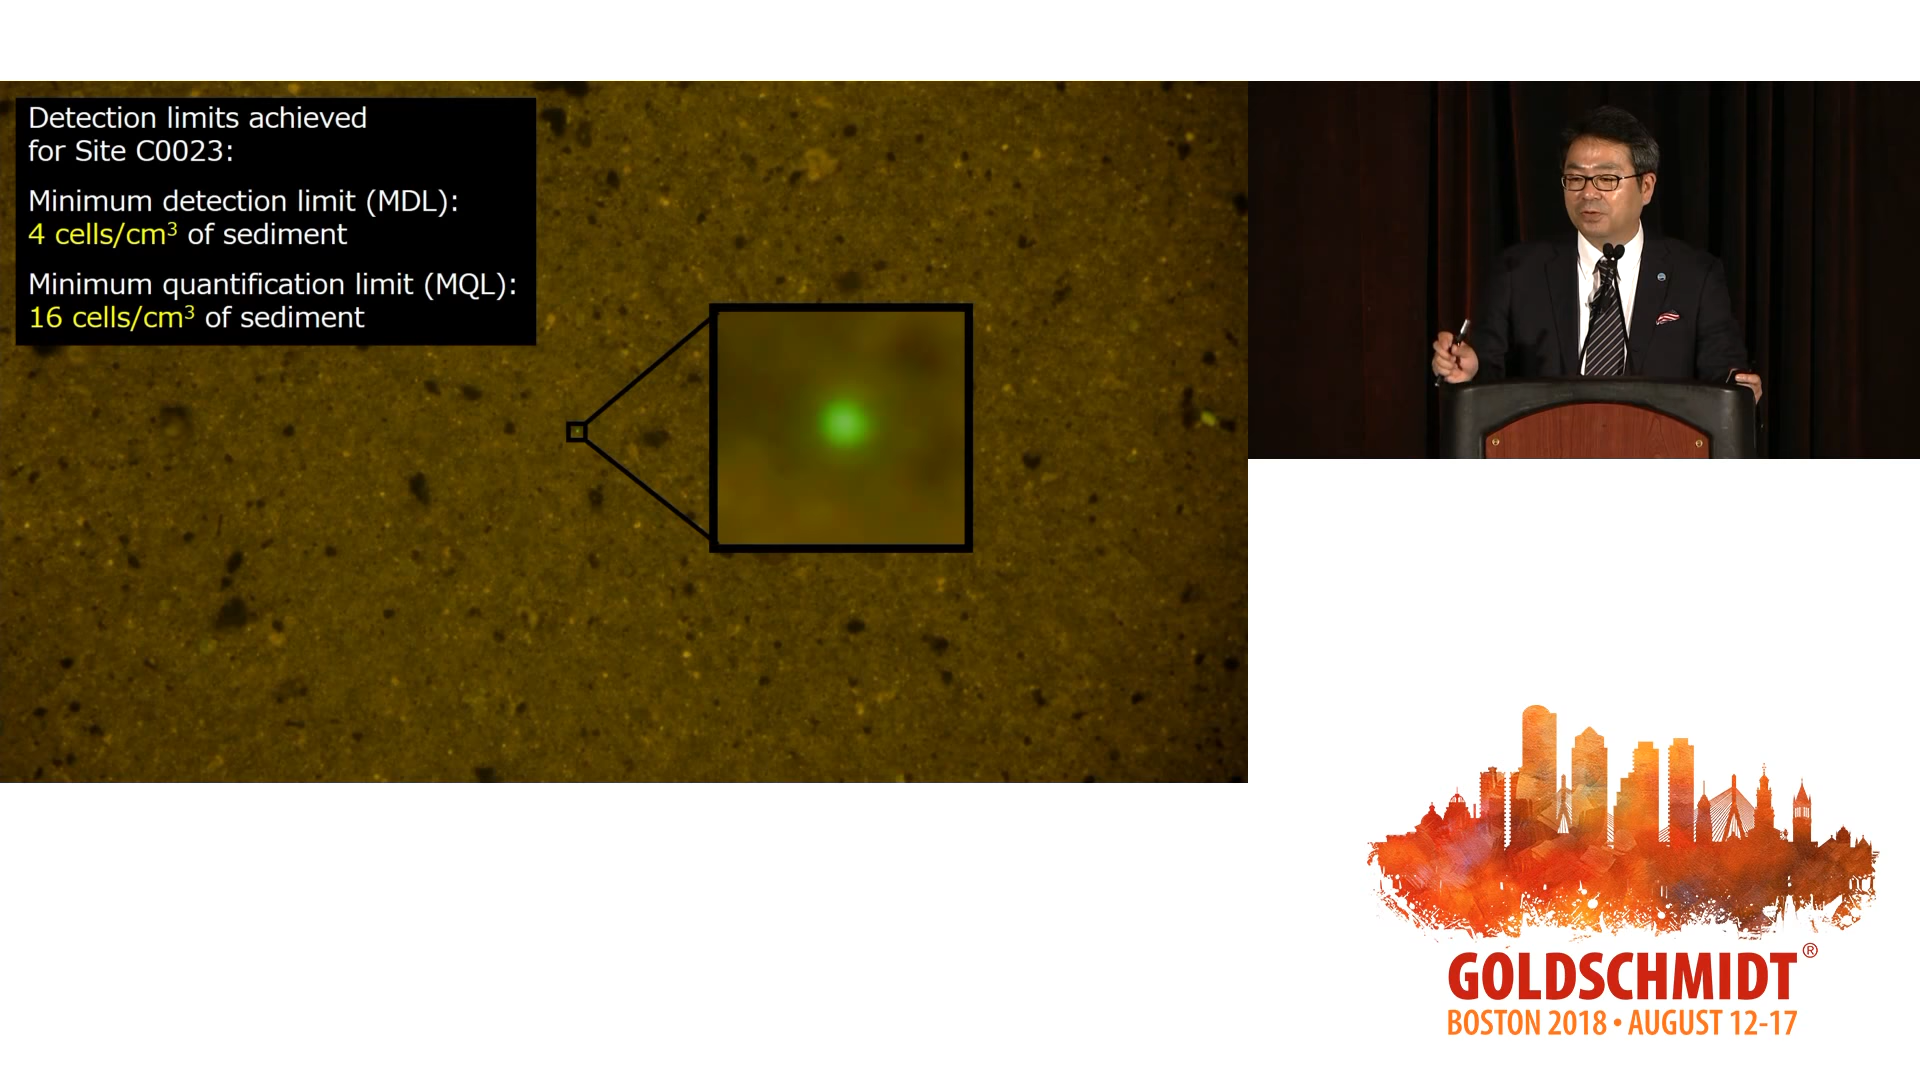 Detection limits achieved
for Site C0023:
Minimum detection limit (MDL):
4 cells/cm³ of sediment
Minimum quantification limit (MQL):
16 cells/cm³ of sediment
GOLDSCHMIDT®
BOSTON 2018 • AUGUST 12-17